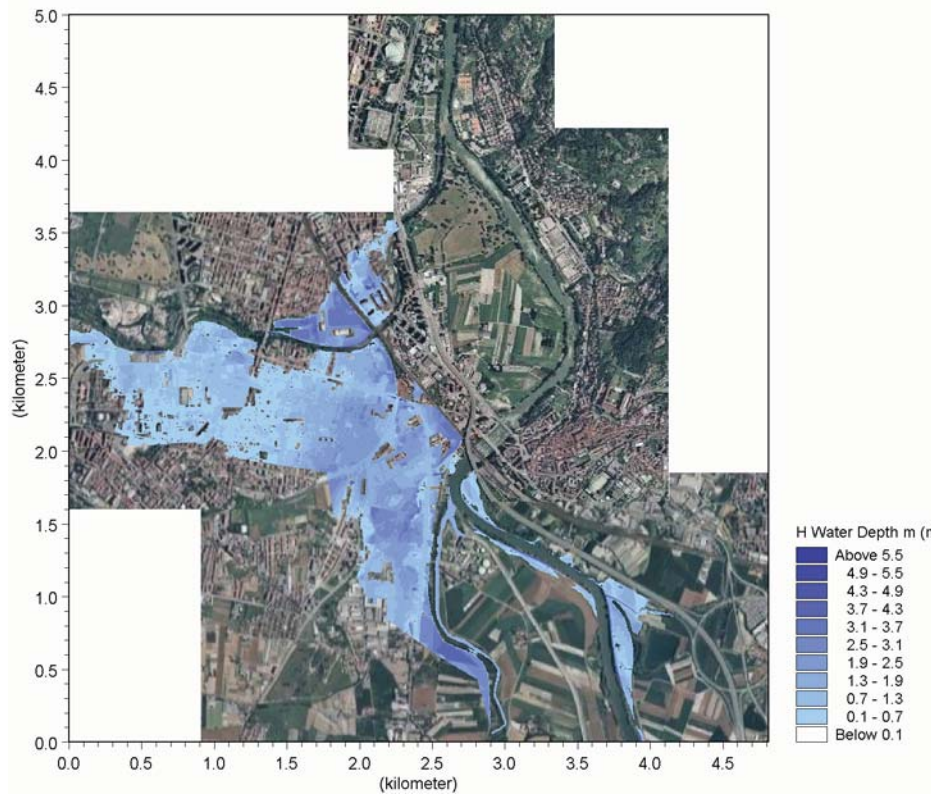 5.0
4.5
4.0
3.5
3.0
2.5
2.0
1.5
1.0
0.5
0.0
(kilometer)
0.0 0.5 1.0 1.5 2.0 2.5 3.0 3.5 4.0 4.5
(kilometer)
H Water Depth m (r
Above 5.5
4.9 - 5.5
4.3 - 4.9
3.7 - 4.3
3.1 - 3.7
2.5 - 3.1
1.9 - 2.5
1.3 - 1.9
0.7 - 1.3
0.1 - 0.7
Below 0.1